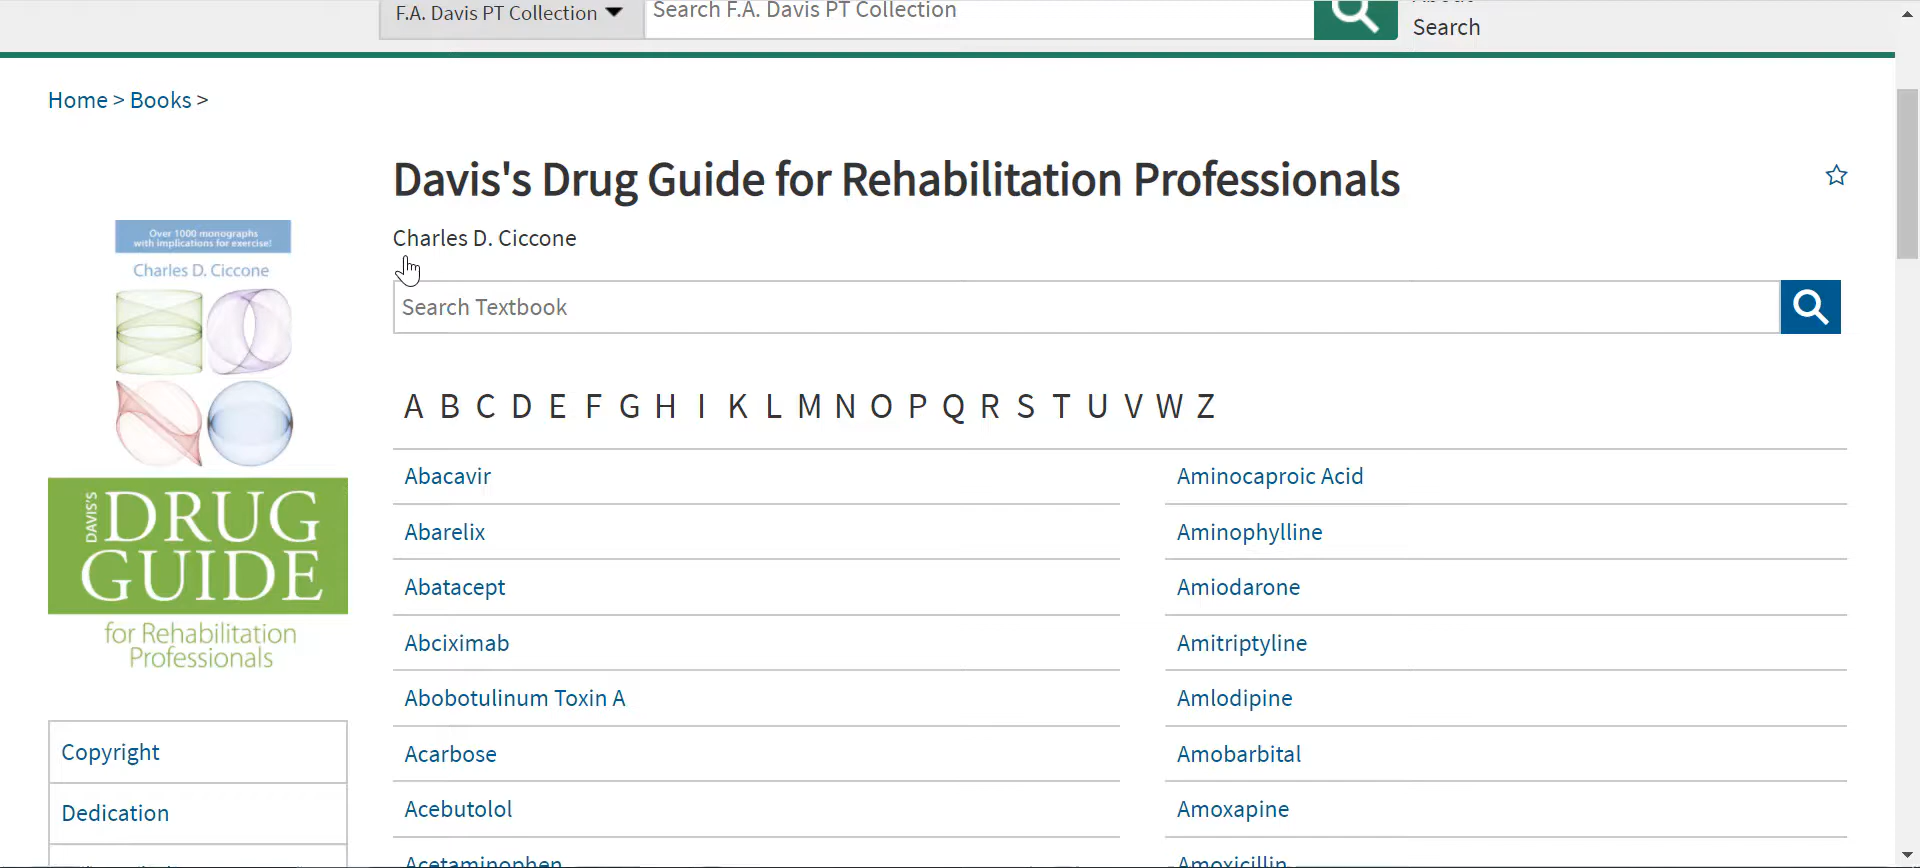 F.A. Davis PT Collection
Search F.A. Davis PT Collection
Search
Home > Books >
Davis's Drug Guide for Rehabilitation Professionals
Charles D. Ciccone
Search Textbook
Over 1000 monographs
with implications for exercise!
Charles D. Ciccone
DAVIS'S
DRUG
GUIDE
for Rehabilitation
Professionals
A B C D E F G H I K L M N O P Q R S T U V W Z
Abacavir
Abarelix
Abatacept
Abciximab
Abobotulinum Toxin A
Acarbose
Acebutolol
Acetaminophen
Aminocaproic Acid
Aminophylline
Amiodarone
Amitriptyline
Amlodipine
Amobarbital
Amoxapine
Amoxicillin
Copyright
Dedication